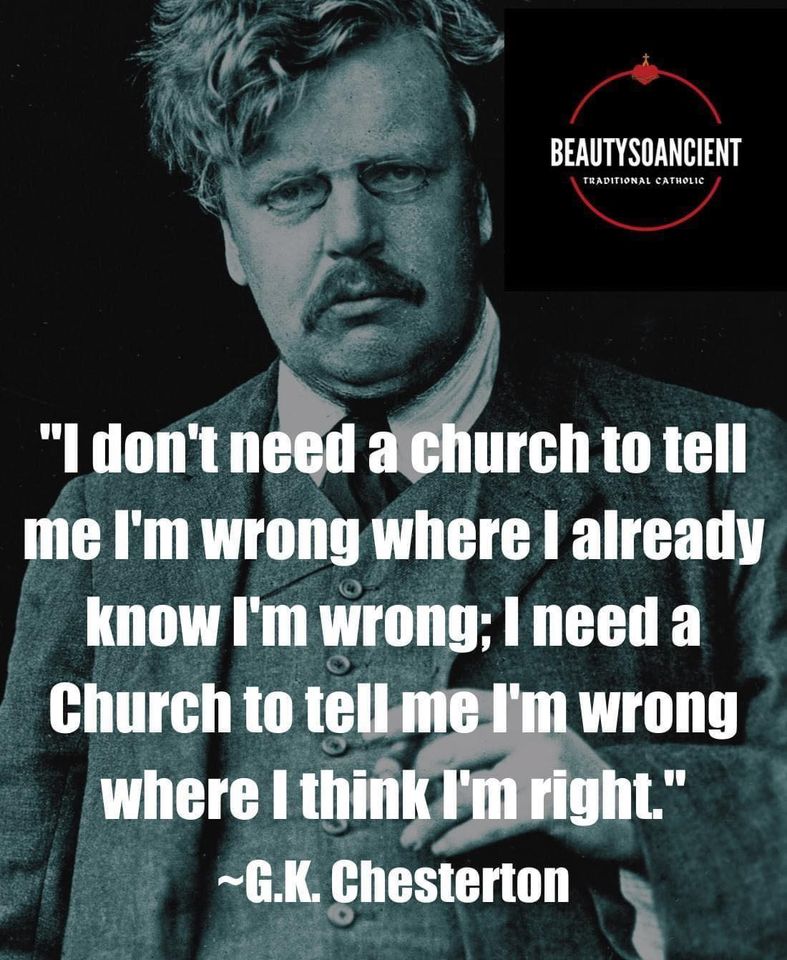 BEAUTYSOANCIENT
TRADITIONAL CATHOLIC
"I don't need a church to tell
me I'm wrong where I already
know I'm wrong; I need a
Church to tell me I'm wrong
where I think I'm right."
~G.K. Chesterton